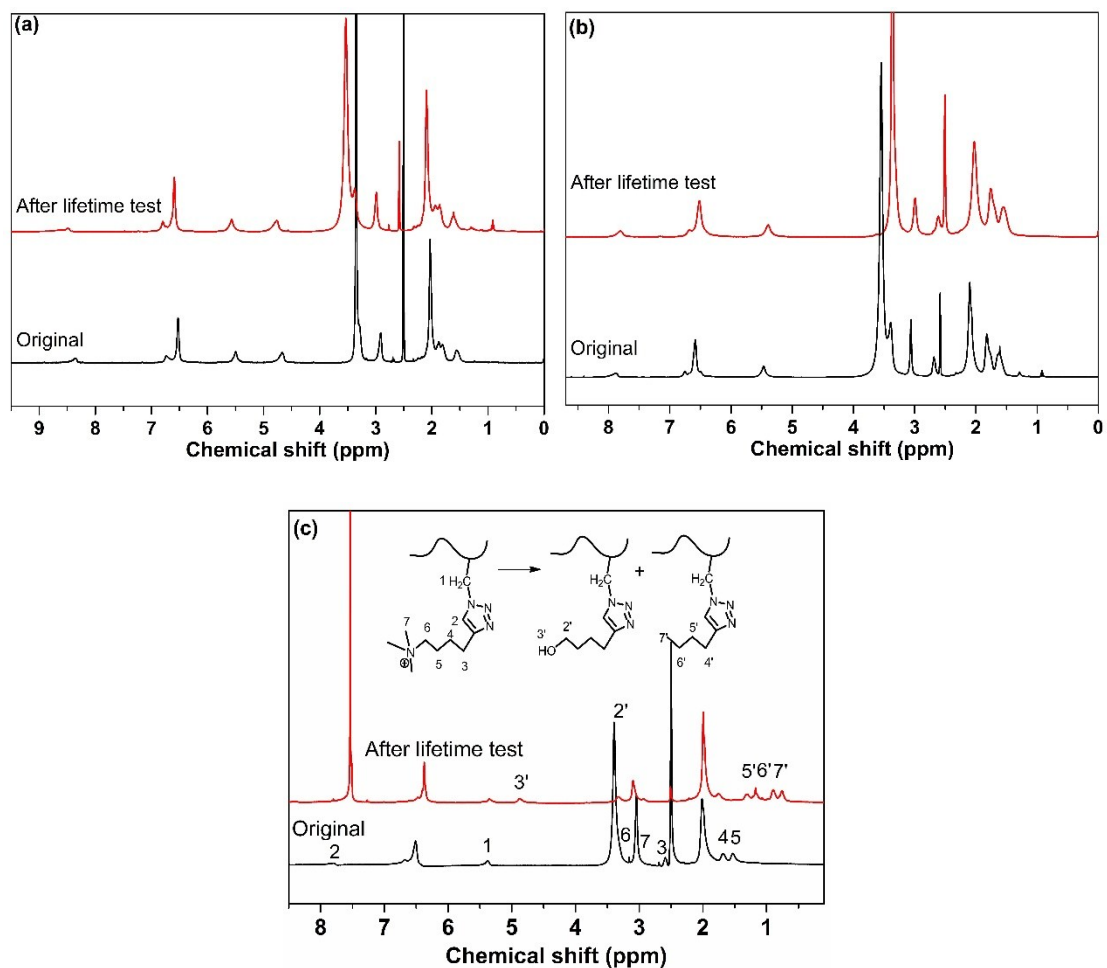 (a)
After lifetime test
Original
9 8 7 6 5 4 3 2 1 0
Chemical shift (ppm)
(b)
After lifetime test
Original
8 7 6 5 4 3 2 1 0
Chemical shift (ppm)
(c)
1 H₂C
N
N
N
2
7
6
4
N
⊕
5
3
H₂C
N
N
N
3'
2'
HO
+
H₂C
N
N
N
5'
7'
6'
4'
2'
After lifetime test
3'
5' 6' 7'
Original
2
1
6
7
3
4 5
8 7 6 5 4 3 2 1
Chemical shift (ppm)